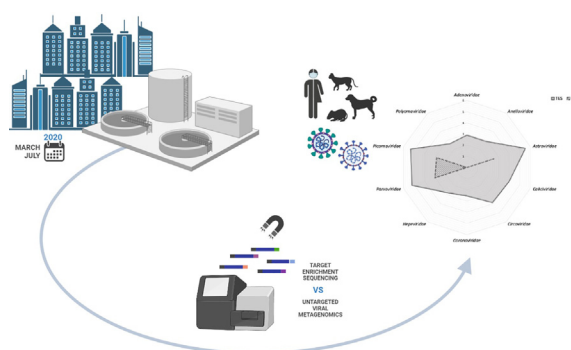 2020
MARCH
JULY
TARGET
ENRICHMENT
SEQUENCING
VS
UNTARGETED
VIRAL
METAGENOMICS
Adenoviridae
Anelloviridae
Astroviridae
Caliciviridae
Circoviridae
Coronaviridae
Hepeviridae
Parvoviridae
Picornaviridae
Polyomaviridae